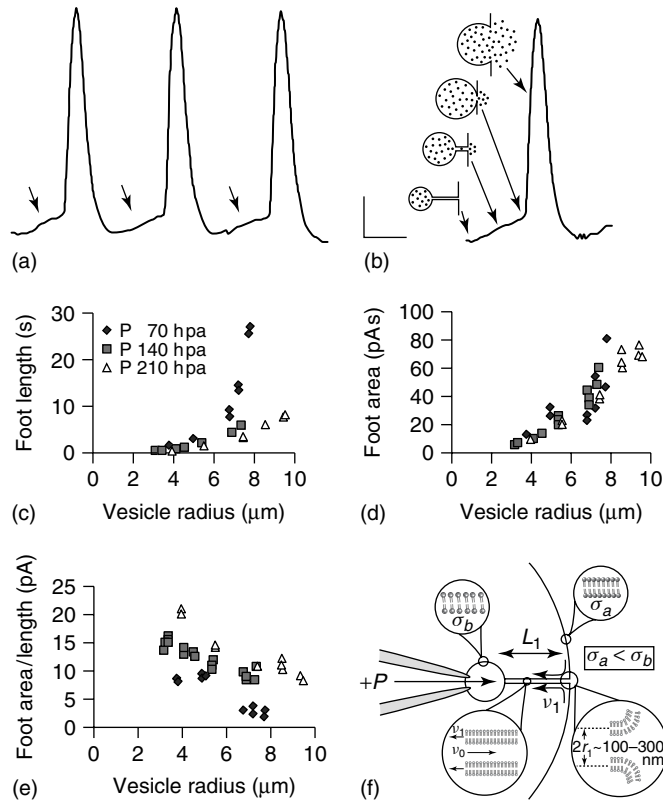 (a)
(b)
Foot length (s)
30
20
10
0
P 70 hpa
P 140 hpa
P 210 hpa
0 2 4 6 8 10
(c) Vesicle radius (μm)
Foot area (pAs)
100
80
60
40
20
0
0 2 4 6 8 10
(d) Vesicle radius (μm)
Foot area/length (pA)
25
20
15
10
5
0
0 2 4 6 8 10
(e) Vesicle radius (μm)
σb
σa
L1
σa < σb
+P
ν1
ν1
ν0
2r1~100–300
nm
(f)